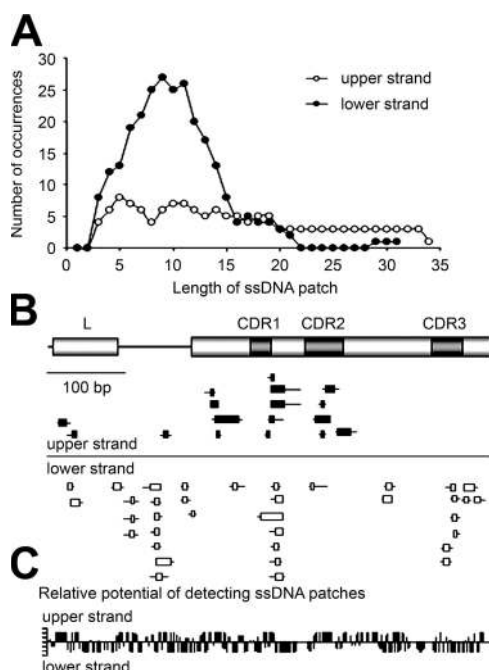 A
30
25
20
15
10
5
0
Number of occurrences
upper strand
lower strand
0 5 10 15 20 25 30 35
Length of ssDNA patch
B
L CDR1 CDR2 CDR3
100 bp
upper strand
lower strand
C
Relative potential of detecting ssDNA patches
upper strand
lower strand